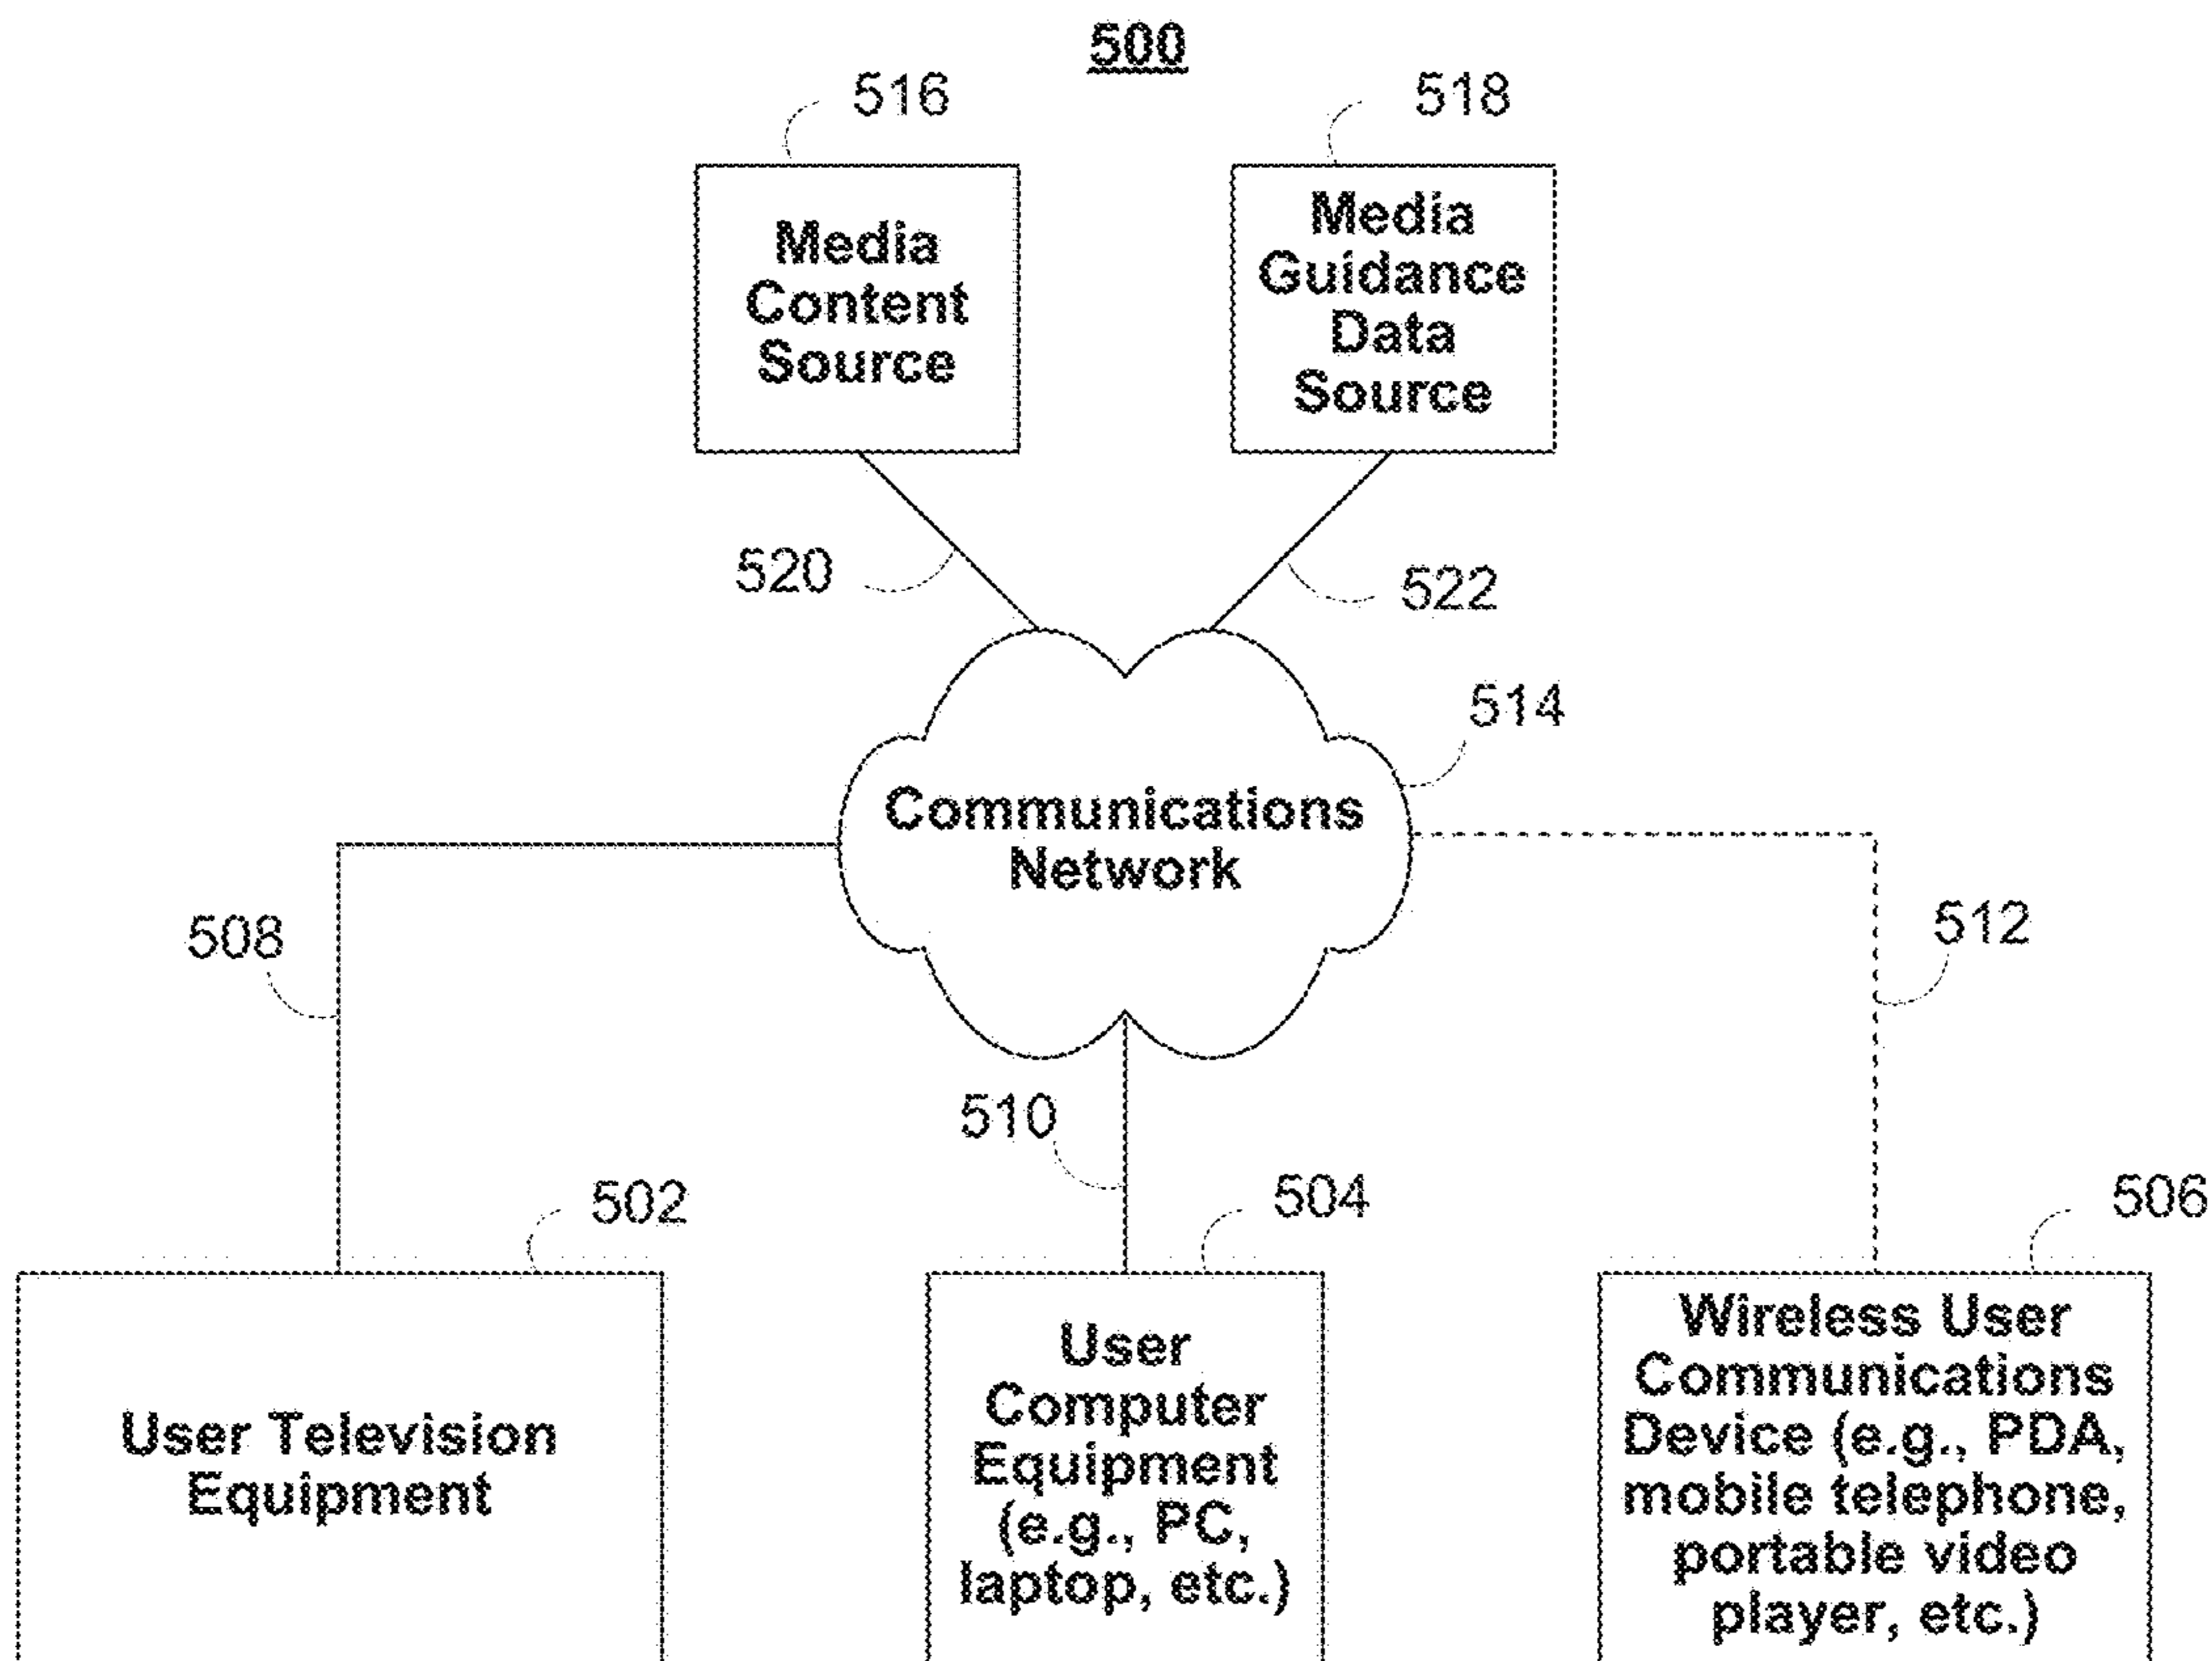 500
516
518
Media
Content
Source
Media
Guidance
Data
Source
520
522
514
Communications
Network
508
512
510
502
504
506
User Television
Equipment
User
Computer
Equipment
(e.g., PC,
laptop, etc.)
Wireless User
Communications
Device (e.g., PDA,
mobile telephone,
portable video
player, etc.)